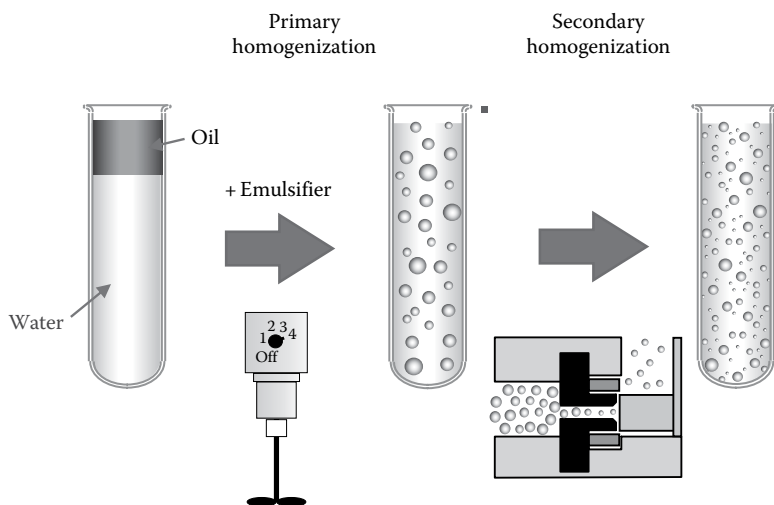 Primary
homogenization
Secondary
homogenization
Oil
+ Emulsifier
Water
2 3
1 4
Off